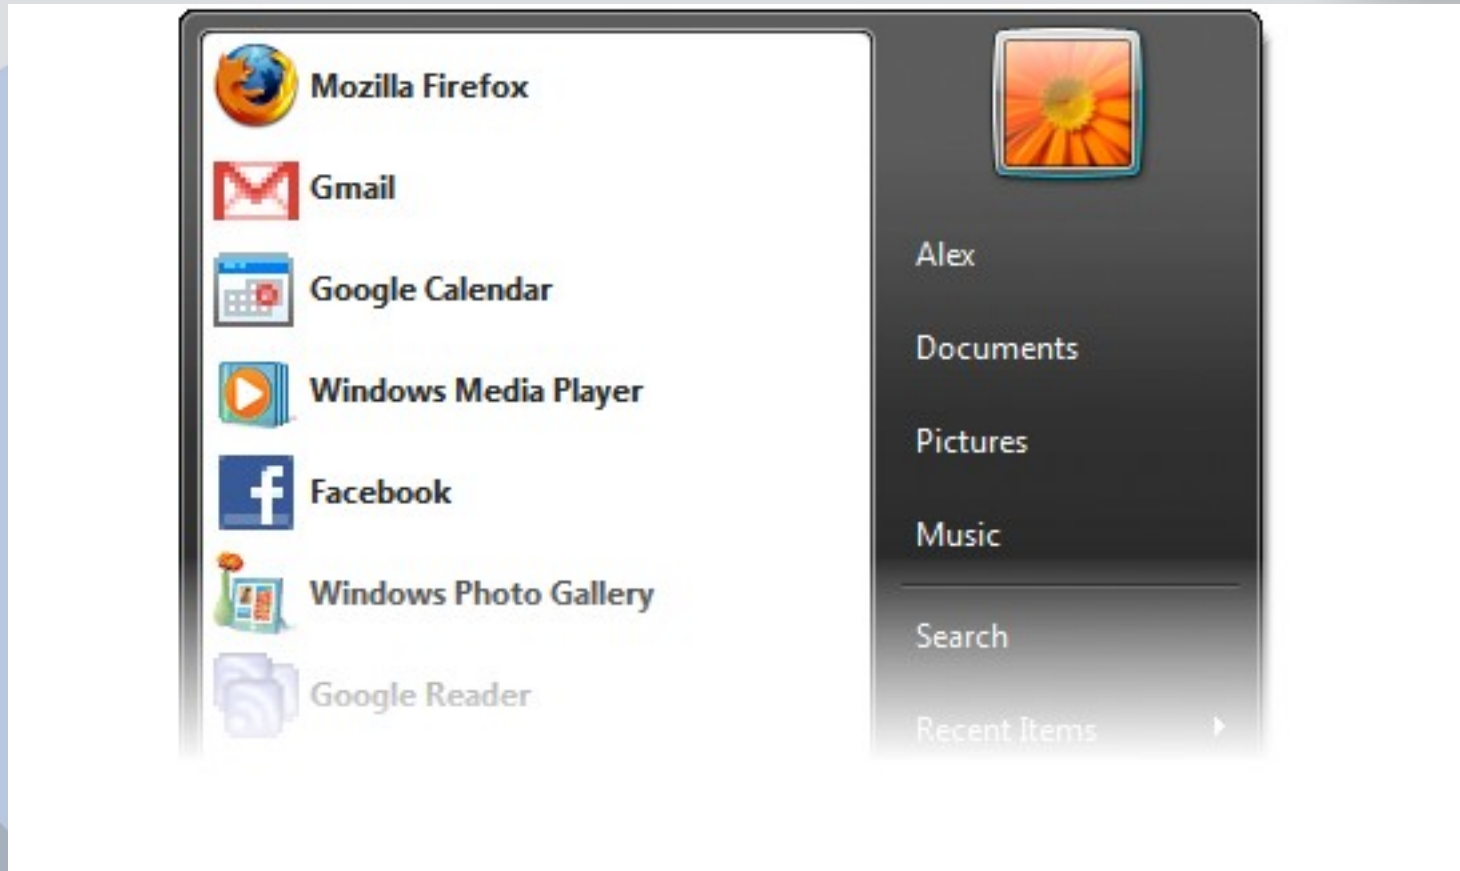 Mozilla Firefox
Gmail
Google Calendar
Windows Media Player
Facebook
Windows Photo Gallery
Google Reader
Alex
Documents
Pictures
Music
Search
Recent Items